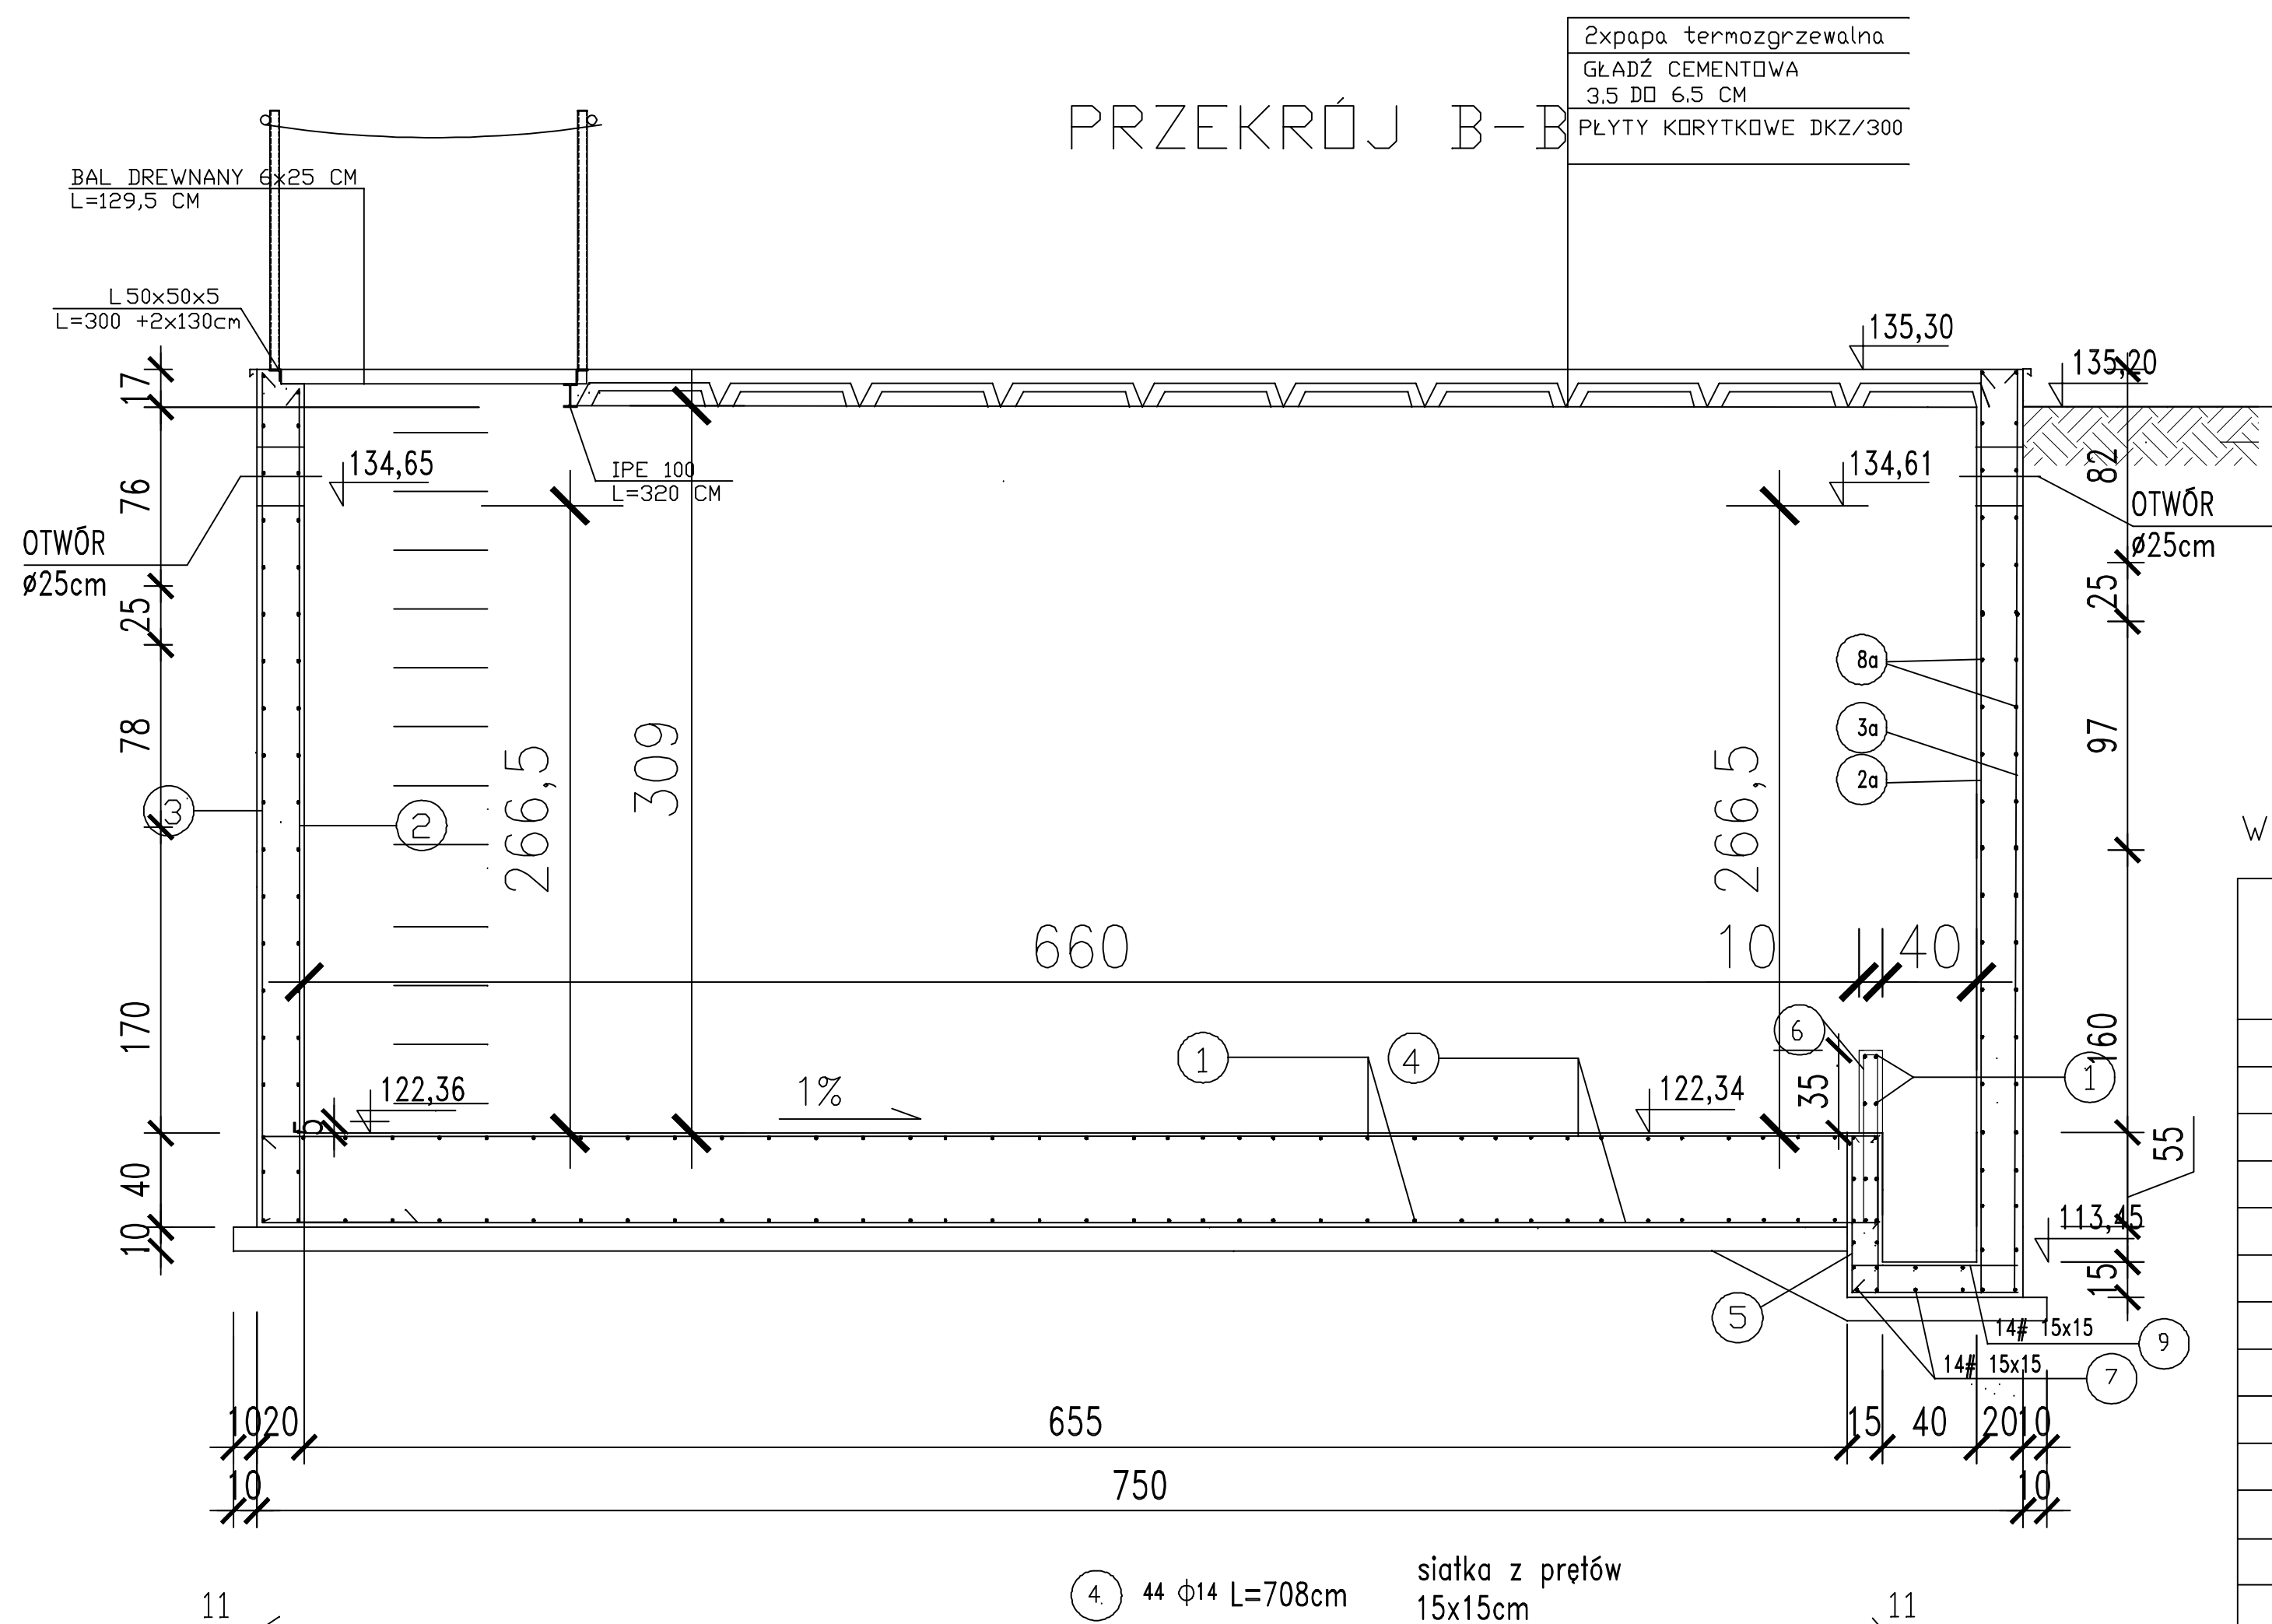 2xpapa termozgrzewalna
GŁADŹ CEMENTOWA
3.5 DO 6.5 CM
PŁYTY KORYTKOWE DKZ/300
PRZEKRÓJ B-B
BAL DREWNANY 6x25 CM
L=129,5 CM
L 50x50x5
L=300 +2x130cm
135,30
135,20
17
IPE 100
L=320 CM
134,65
134,61
76
82
OTWÓR
ø25cm
OTWÓR
ø25cm
25
25
8a
3a
2a
78
97
266,5
309
266,5
3
2
W
660
10
40
170
160
6
1
4
1
35
122,36
1%
122,34
5
55
40
10
113,45
15
5
14# 15x15
9
14# 15x15
7
10
20
655
15
40
20
10
10
750
10
4
44 ϕ14 L=708cm
siatka z prętów
15x15cm
11
11